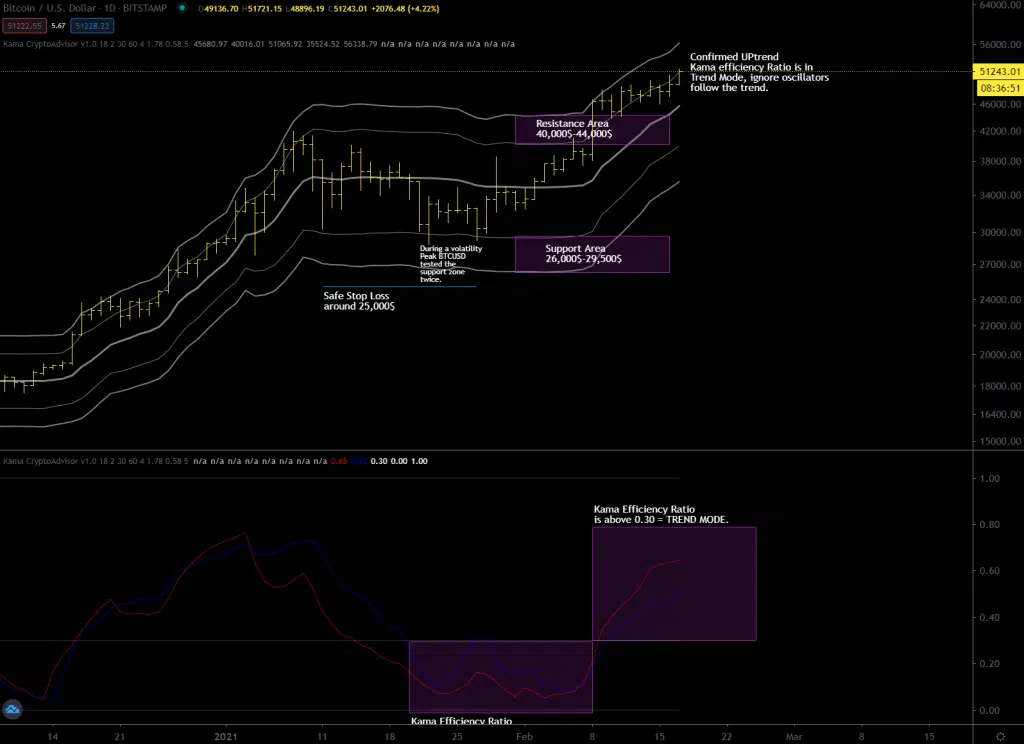 Bitcoin / U.S. Dollar · 1D · BITSTAMP O49136.70 H51721.15 L48896.19 C51243.01 +2076.48 (+4.22%)
51222.55 5.67 51228.22
Kama CryptoAdvisor v1.0 18 2 30 60 4 1.78 0.58 5 45680.97 40016.01 51065.92 35524.52 56338.79 n/a n/a n/a n/a n/a n/a n/a n/a
Confirmed UPtrend
Kama efficiency Ratio is in
Trend Mode, ignore oscillators
follow the trend.
Resistance Area
40,000$-44,000$
Support Area
26,000$-29,500$
During a volatility
Peak BTCUSD
tested the
support zone
twice.
Safe Stop Loss
around 25,000$
64000.00
56000.00
51243.01
08:36:51
46000.00
42000.00
38000.00
34000.00
30000.00
27000.00
24000.00
22000.00
20000.00
18000.00
16400.00
15000.00
Kama CryptoAdvisor v1.0 18 2 30 60 4 1.78 0.58 5 n/a n/a n/a n/a n/a n/a n/a n/a 0.65 0.30 0.00 1.00
Kama Efficiency Ratio
is above 0.30 = TREND MODE.
Kama Efficiency Ratio
1.00
0.80
0.60
0.40
0.20
0.00
14 21 2021 11 18 25 Feb 8 15 22 Mar 8 15